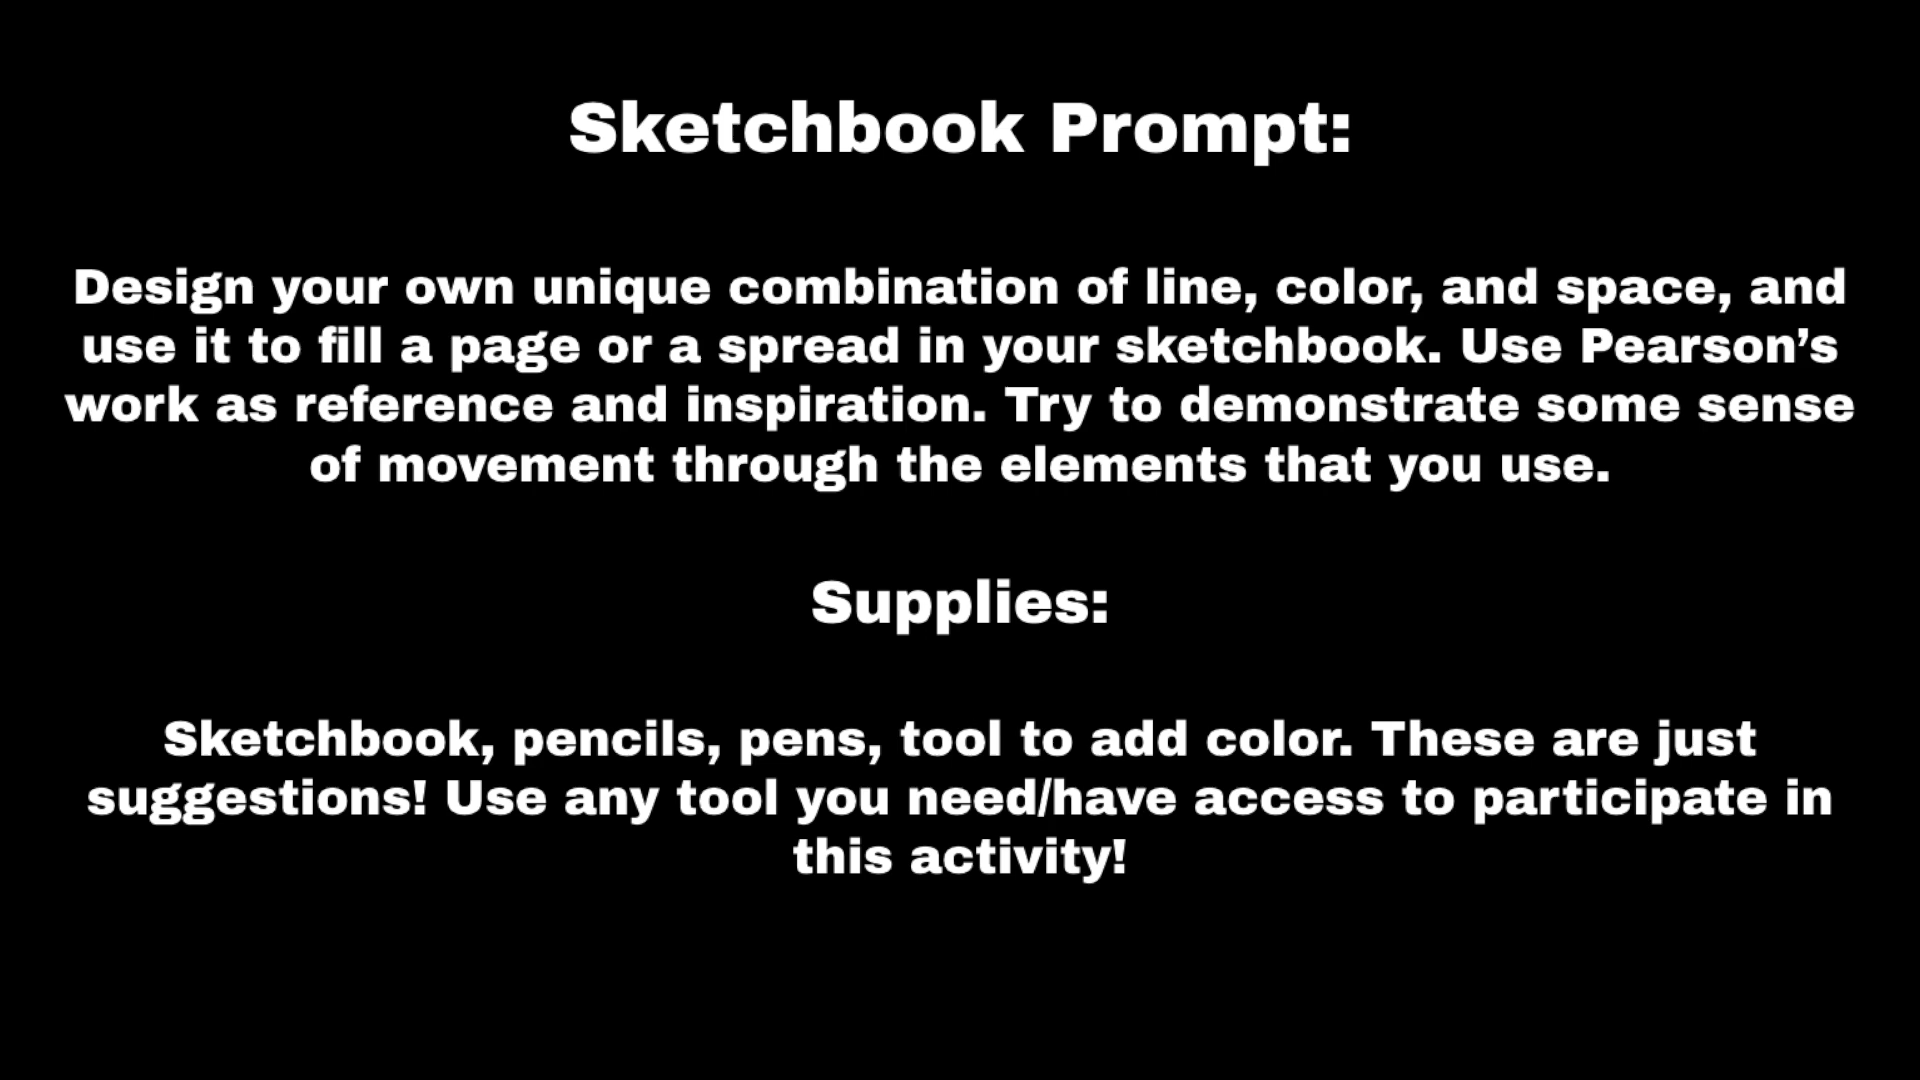 Sketchbook Prompt:
Design your own unique combination of line, color, and space, and
use it to fill a page or a spread in your sketchbook. Use Pearson’s
work as reference and inspiration. Try to demonstrate some sense
of movement through the elements that you use.
Supplies:
Sketchbook, pencils, pens, tool to add color. These are just
suggestions! Use any tool you need/have access to participate in
this activity!